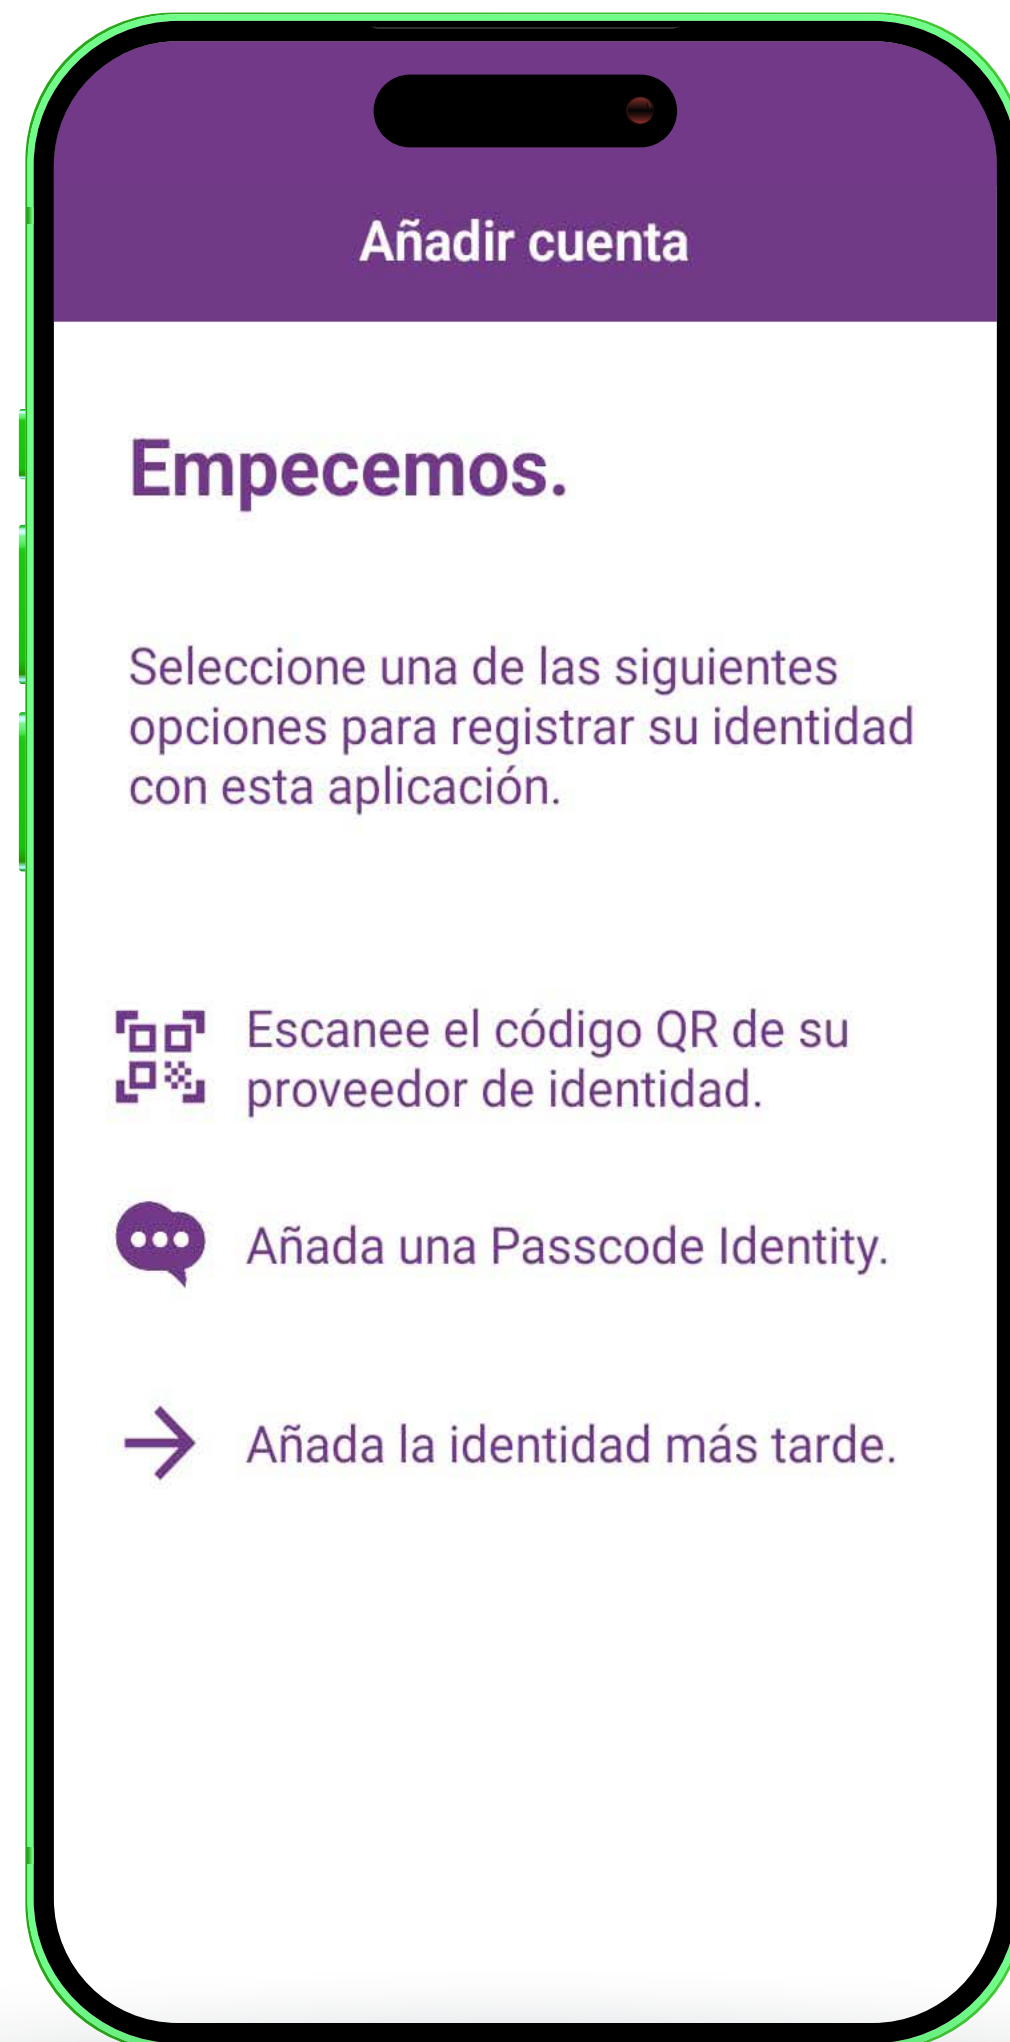 Añadir cuenta
Empecemos.
Seleccione una de las siguientes
opciones para registrar su identidad
con esta aplicación.
Escanee el código QR de su
proveedor de identidad.
Añada una Passcode Identity.
Añada la identidad más tarde.